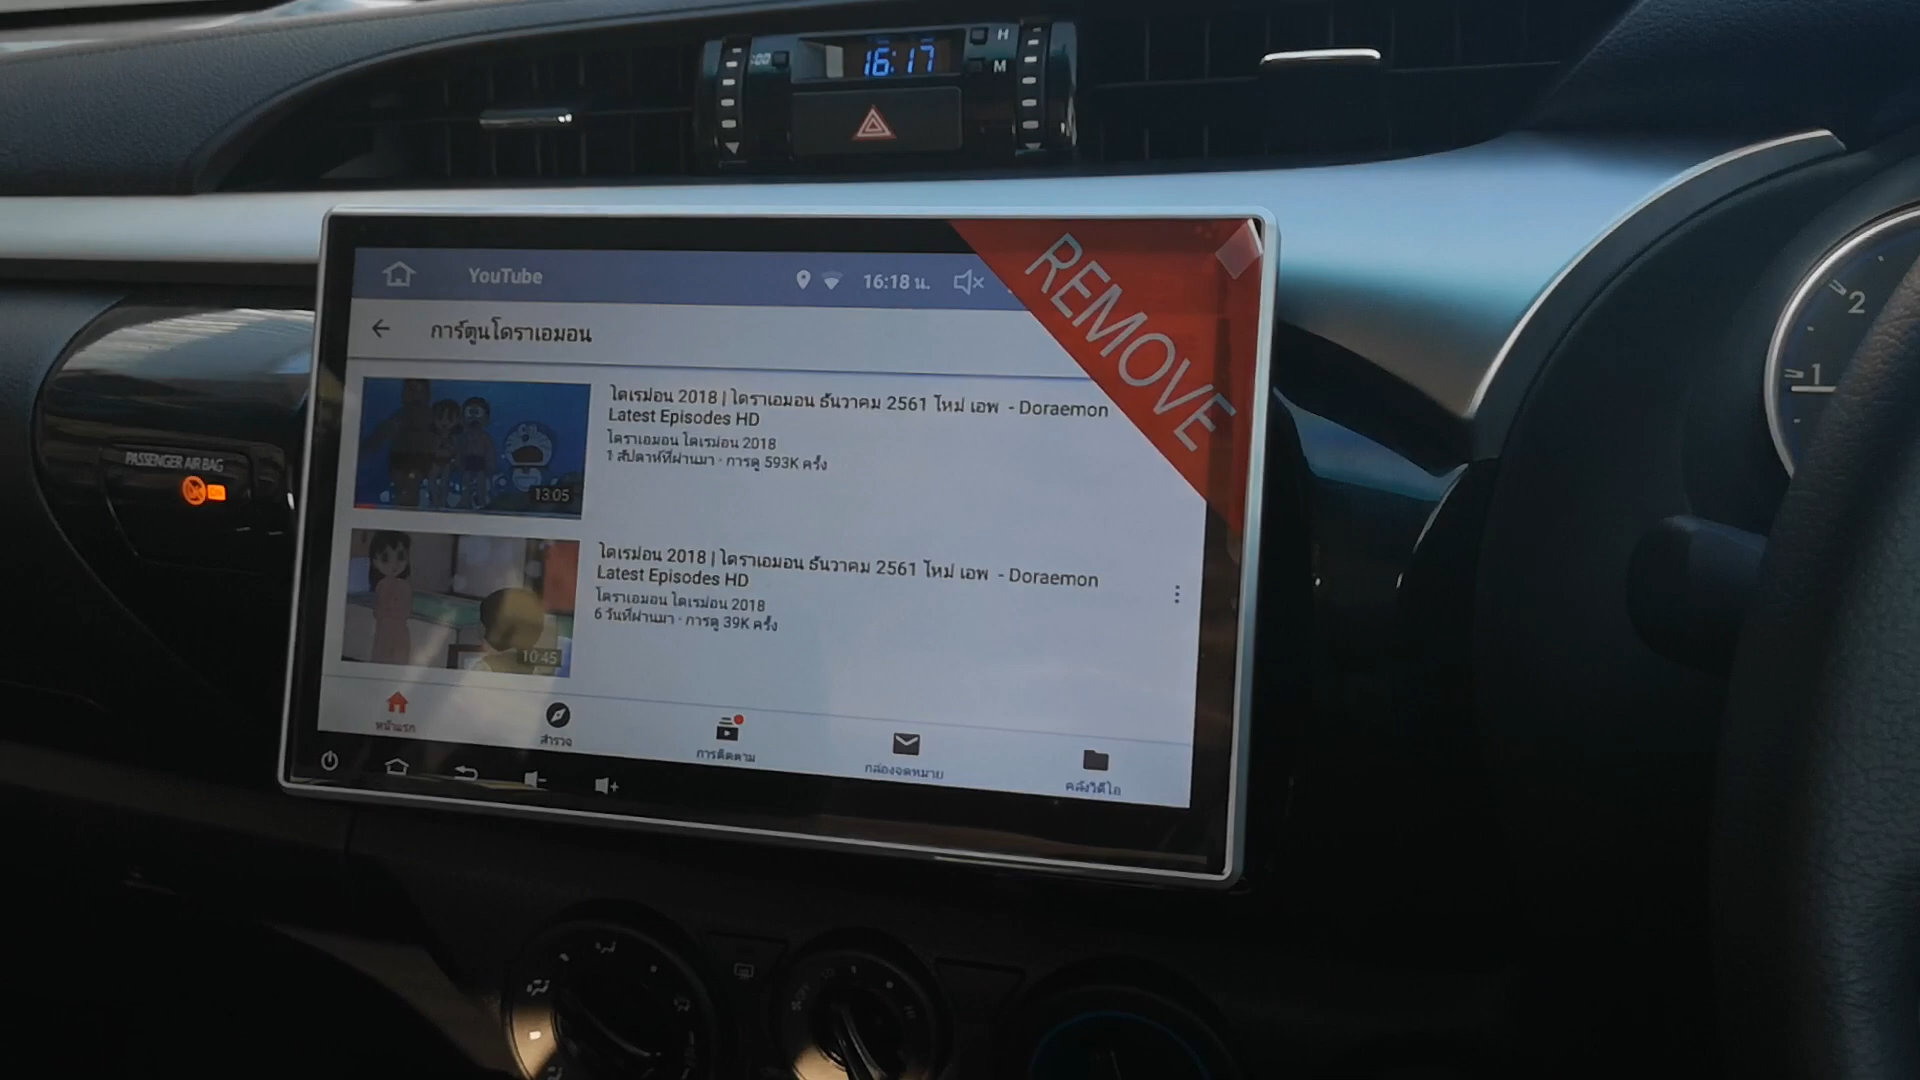 16:17
H
M
YouTube
16:18 น.
REMOVE
การ์ตูนโดราเอมอน
โดเรม่อน 2018 | โดราเอมอน ธันวาคม 2561 ใหม่ เอพ - Doraemon
Latest Episodes HD
โดราเอมอน โดเรม่อน 2018
1 สัปดาห์ที่ผ่านมา · การดู 593K ครั้ง
13:05
โดเรม่อน 2018 | โดราเอมอน ธันวาคม 2561 ใหม่ เอพ - Doraemon
Latest Episodes HD
โดราเอมอน โดเรม่อน 2018
6 วันที่ผ่านมา · การดู 39K ครั้ง
10:45
หน้าแรก
สำรวจ
การติดตาม
กล่องจดหมาย
คลังวิดีโอ
PASSENGER AIR BAG
ON
2
1